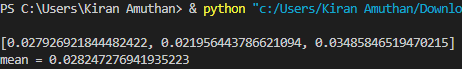 PS C:\Users\Kiran Amuthan> & python "c:/Users/Kiran Amuthan/Downlo
[0.027926921844482422, 0.021956443786621094, 0.03485846519470215]
mean = 0.028247276941935223